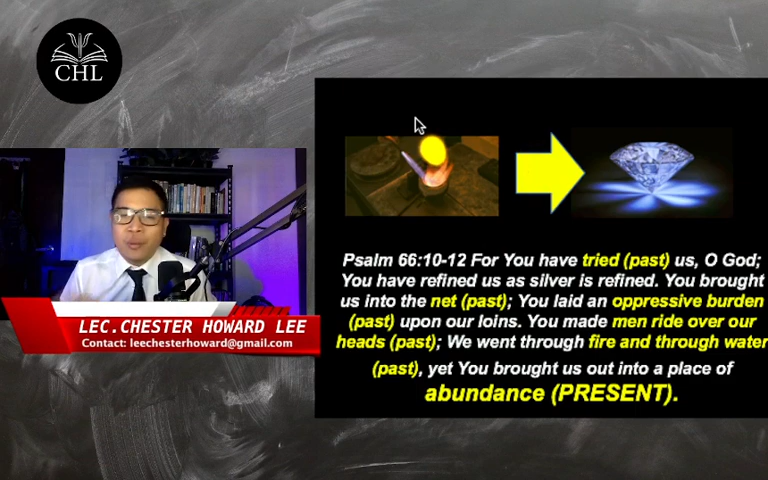 CHL
LEC.CHESTER HOWARD LEE
Contact: leechesterhoward@gmail.com
Psalm 66:10-12 For You have tried (past) us, O God;
You have refined us as silver is refined. You brought
us into the net (past); You laid an oppressive burden
(past) upon our loins. You made men ride over our
heads (past); We went through fire and through water
(past), yet You brought us out into a place of
abundance (PRESENT).